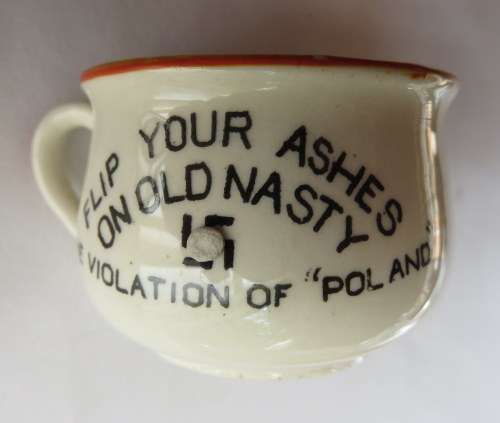 FLIP YOUR ASHES
ON OLD NASTY
VIOLATION OF "POLAND"